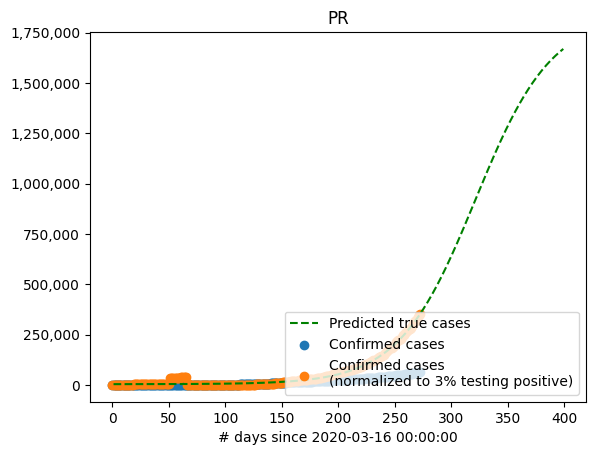 PR
1,750,000
1,500,000
1,250,000
1,000,000
750,000
500,000
250,000
0
Predicted true cases
Confirmed cases
Confirmed cases
(normalized to 3% testing positive)
0 50 100 150 200 250 300 350 400
# days since 2020-03-16 00:00:00